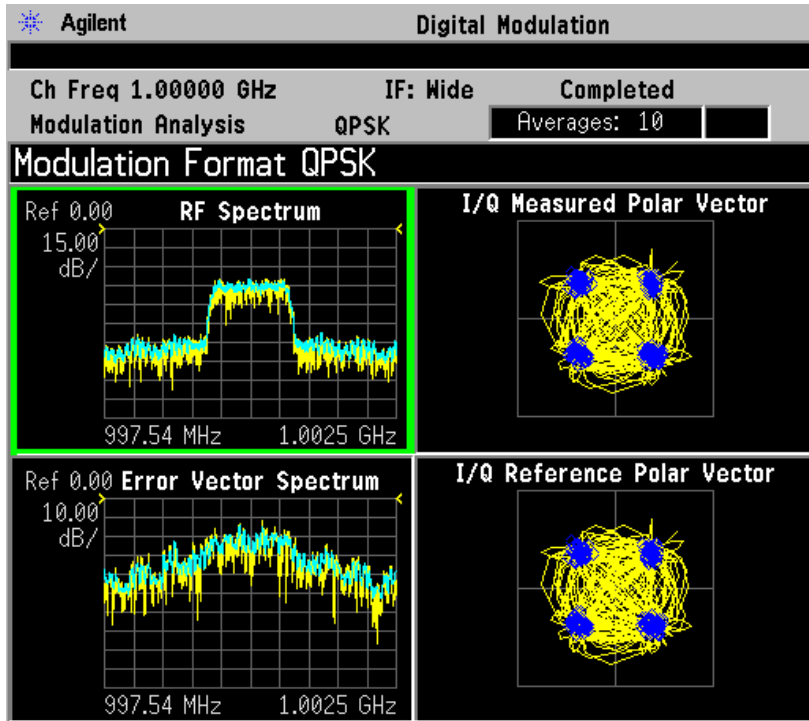 Agilent Digital Modulation
Ch Freq 1.00000 GHz IF: Wide Completed
Modulation Analysis QPSK Averages: 10
Modulation Format QPSK
Ref 0.00 RF Spectrum
15.00
dB/
997.54 MHz 1.0025 GHz
I/Q Measured Polar Vector
Ref 0.00 Error Vector Spectrum
10.00
dB/
997.54 MHz 1.0025 GHz
I/Q Reference Polar Vector